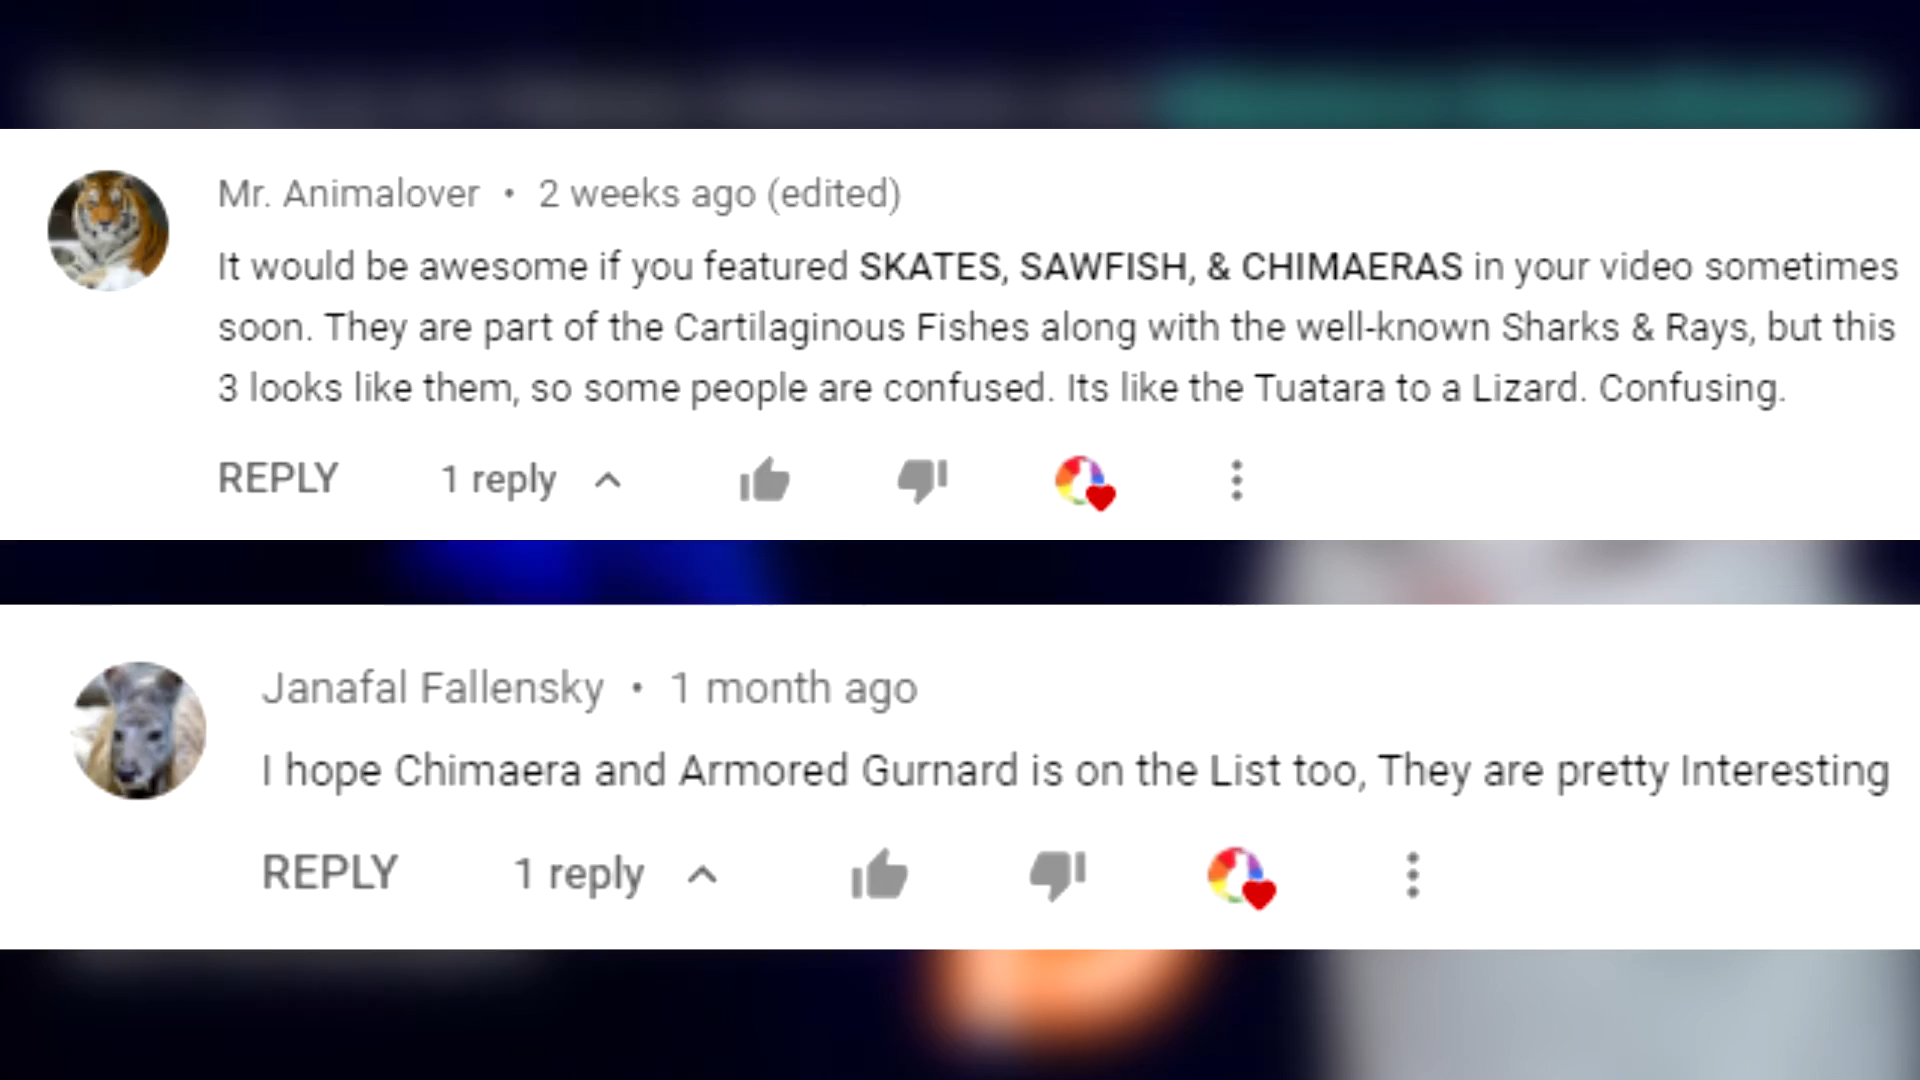 Mr. Animalover • 2 weeks ago (edited)
It would be awesome if you featured SKATES, SAWFISH, & CHIMAERAS in your video sometimes
soon. They are part of the Cartilaginous Fishes along with the well-known Sharks & Rays, but this
3 looks like them, so some people are confused. Its like the Tuatara to a Lizard. Confusing.
REPLY 1 reply
Janafal Fallensky • 1 month ago
I hope Chimaera and Armored Gurnard is on the List too, They are pretty Interesting
REPLY 1 reply